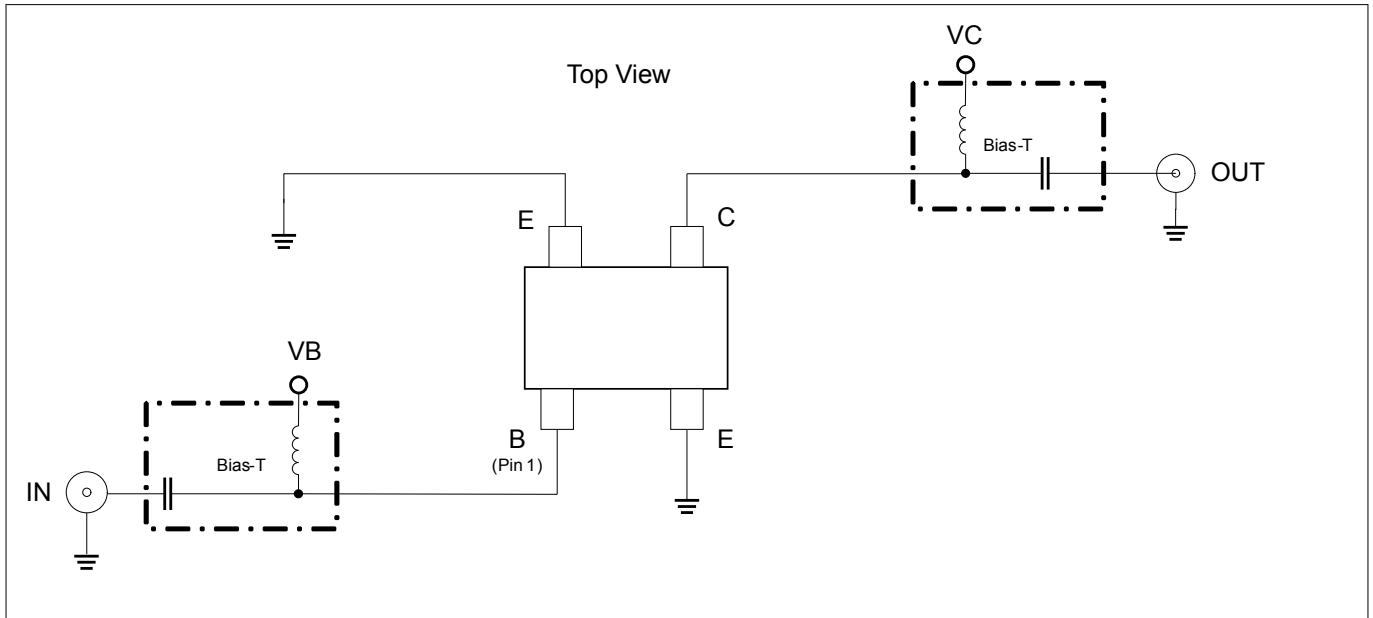 VC
Top View
Bias-T
OUT
E
C
VB
B
(Pin 1)
E
Bias-T
IN